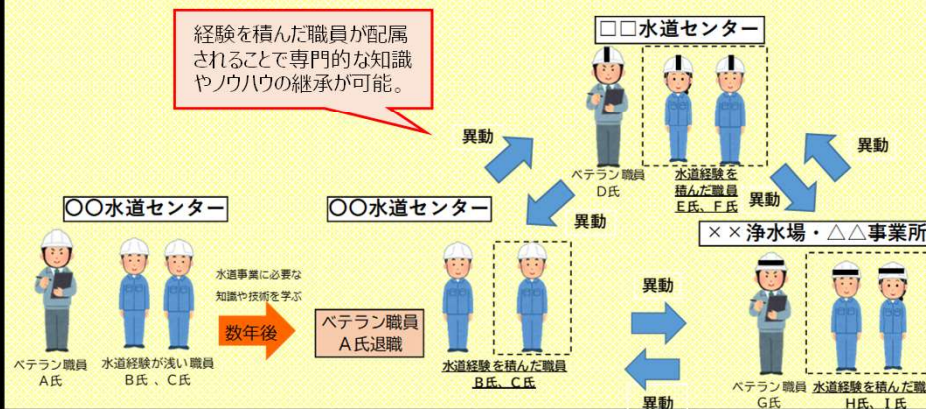 経験を積んだ職員が配属
されることで専門的な知識
やノウハウの継承が可能。
□□水道センター
異動
異動
ベテラン職員
D氏
水道経験を
積んだ職員
E氏、F氏
異動
異動
〇〇水道センター
ベテラン職員
A氏
水道経験が浅い職員
B氏、C氏
水道事業に必要な
知識や技術を学ぶ
数年後
〇〇水道センター
ベテラン職員
A氏退職
水道経験を積んだ職員
B氏、C氏
異動
異動
××浄水場・△△事業所
ベテラン職員
G氏
水道経験を積んだ職
H氏、I氏